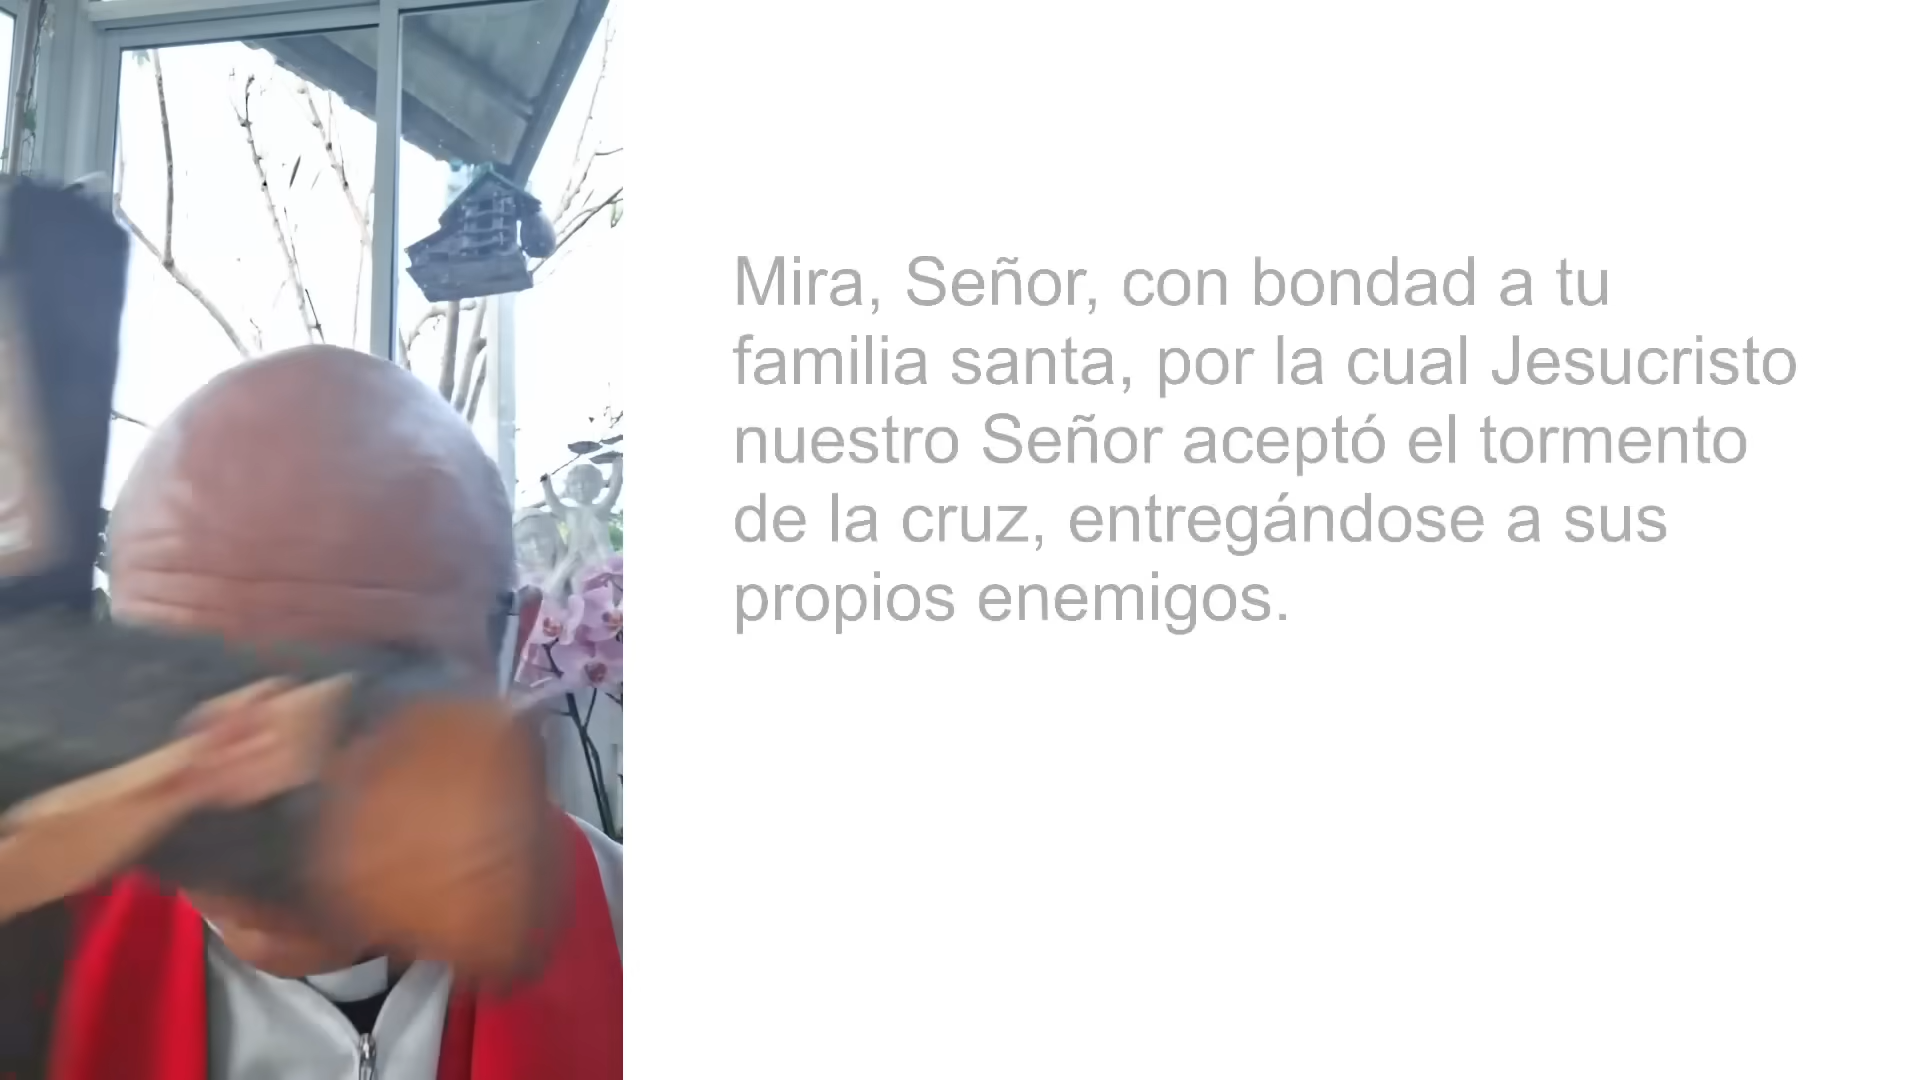 Mira, Señor, con bondad a tu
familia santa, por la cual Jesucristo
nuestro Señor aceptó el tormento
de la cruz, entregándose a sus
propios enemigos.